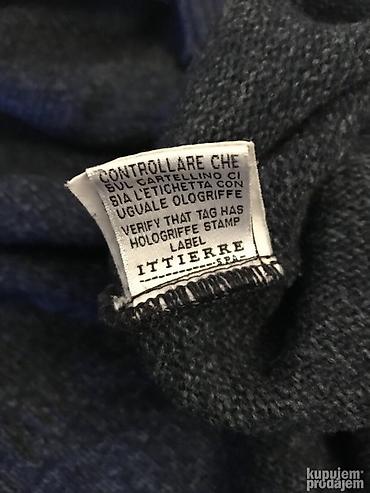 CONTROLLARE CHE
SUL CARTELLINO CI
SIA L'ETICHETTA CON
UGUALE OLOGRIFFE
VERIFY THAT TAG HAS
HOLOGRIFFE STAMP
LABEL
ITTIERRE
S.P.A.
kupujem
prodajem